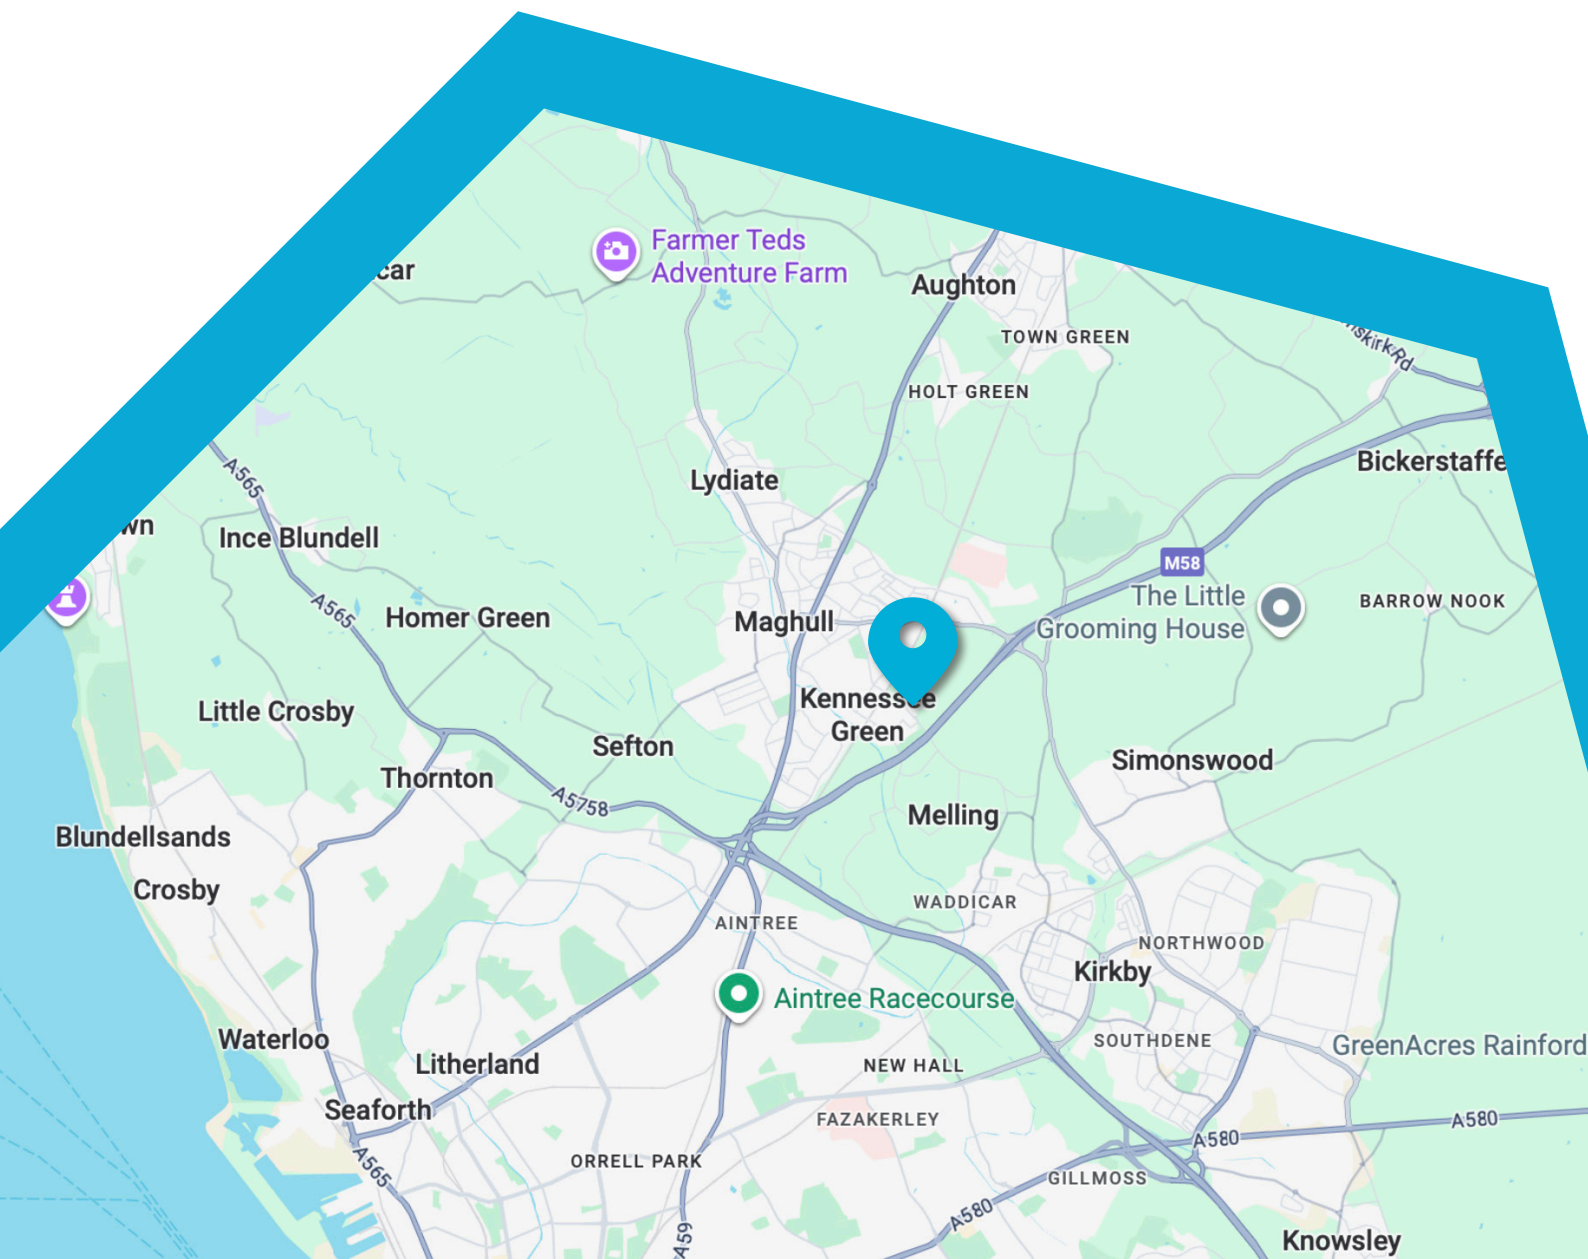 Farmer Teds
Adventure Farm
car
Aughton
TOWN GREEN
HOLT GREEN
Lydiate
Bickerstaffe
A565
wn
Ince Blundell
M58
The Little
Grooming House
BARROW NOOK
A565
Homer Green
Maghull
Kennessee
Green
Little Crosby
Sefton
Simonswood
Thornton
A5758
Melling
Blundellsands
Crosby
WADDICAR
AINTREE
NORTHWOOD
Kirkby
Aintree Racecourse
Waterloo
SOUTHDENE
GreenAcres Rainford
Litherland
NEW HALL
Seaforth
FAZAKERLEY
A580
A580
A565
ORRELL PARK
GILLMOSS
A580
A59
Knowsley